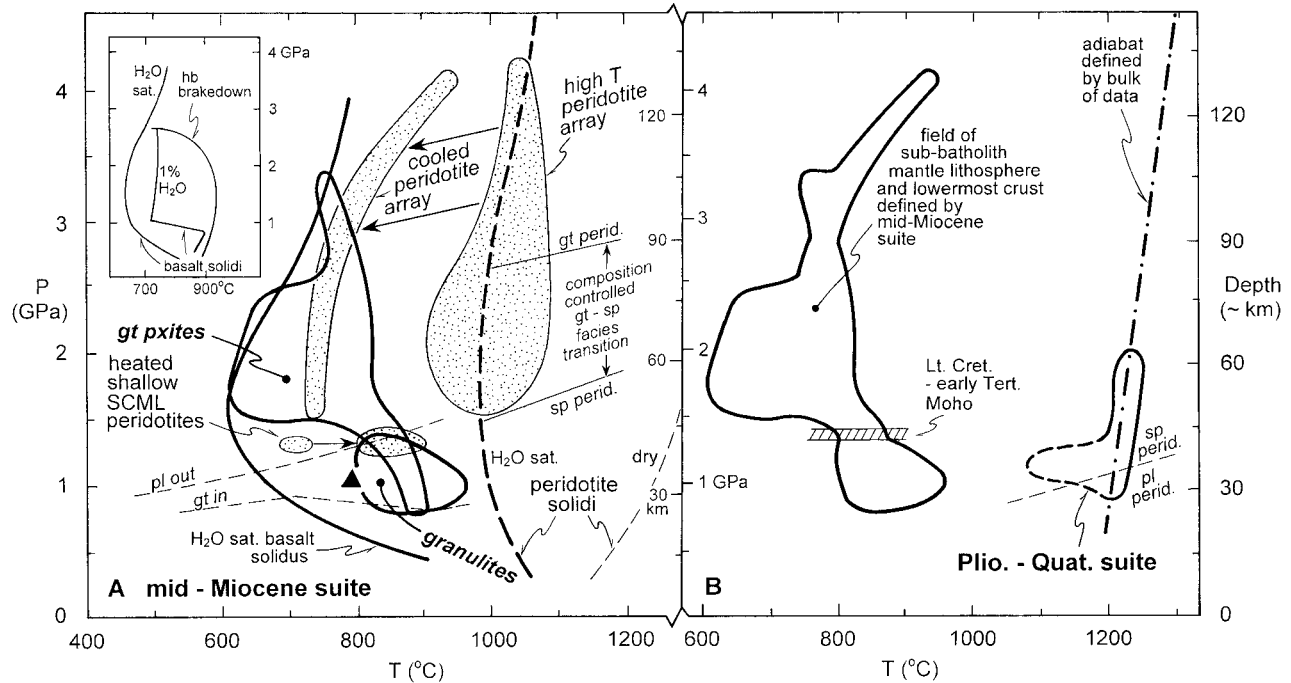 4 GPa
H2O
sat.
hb
brakedown
3
2
1%
H2O
1
basalt solidi
700
900°C
P
(GPa)
4
3
2
1
0
high T
peridotite
array
cooled
peridotite
array
gt perid.
composition
controlled
gt - sp
facies
transition
sp perid.
gt pxites
heated
shallow
SCML
peridotites
pl out
gt in
H2O sat. basalt
solidus
granulites
H2O sat.
peridotite
solidi
dry
120
90
60
30
km
A mid - Miocene suite
400
600
800
1000
1200
T (°C)
B
4
3
2
1 GPa
adiabat
defined
by bulk
of data
field of
sub-batholith
mantle lithosphere
and lowermost crust
defined by
mid-Miocene
suite
Lt. Cret.
- early Tert.
Moho
sp
perid.
pl
perid.
Plio. - Quat. suite
120
90
Depth
(~ km)
60
30
0
600
800
1000
1200
T (°C)